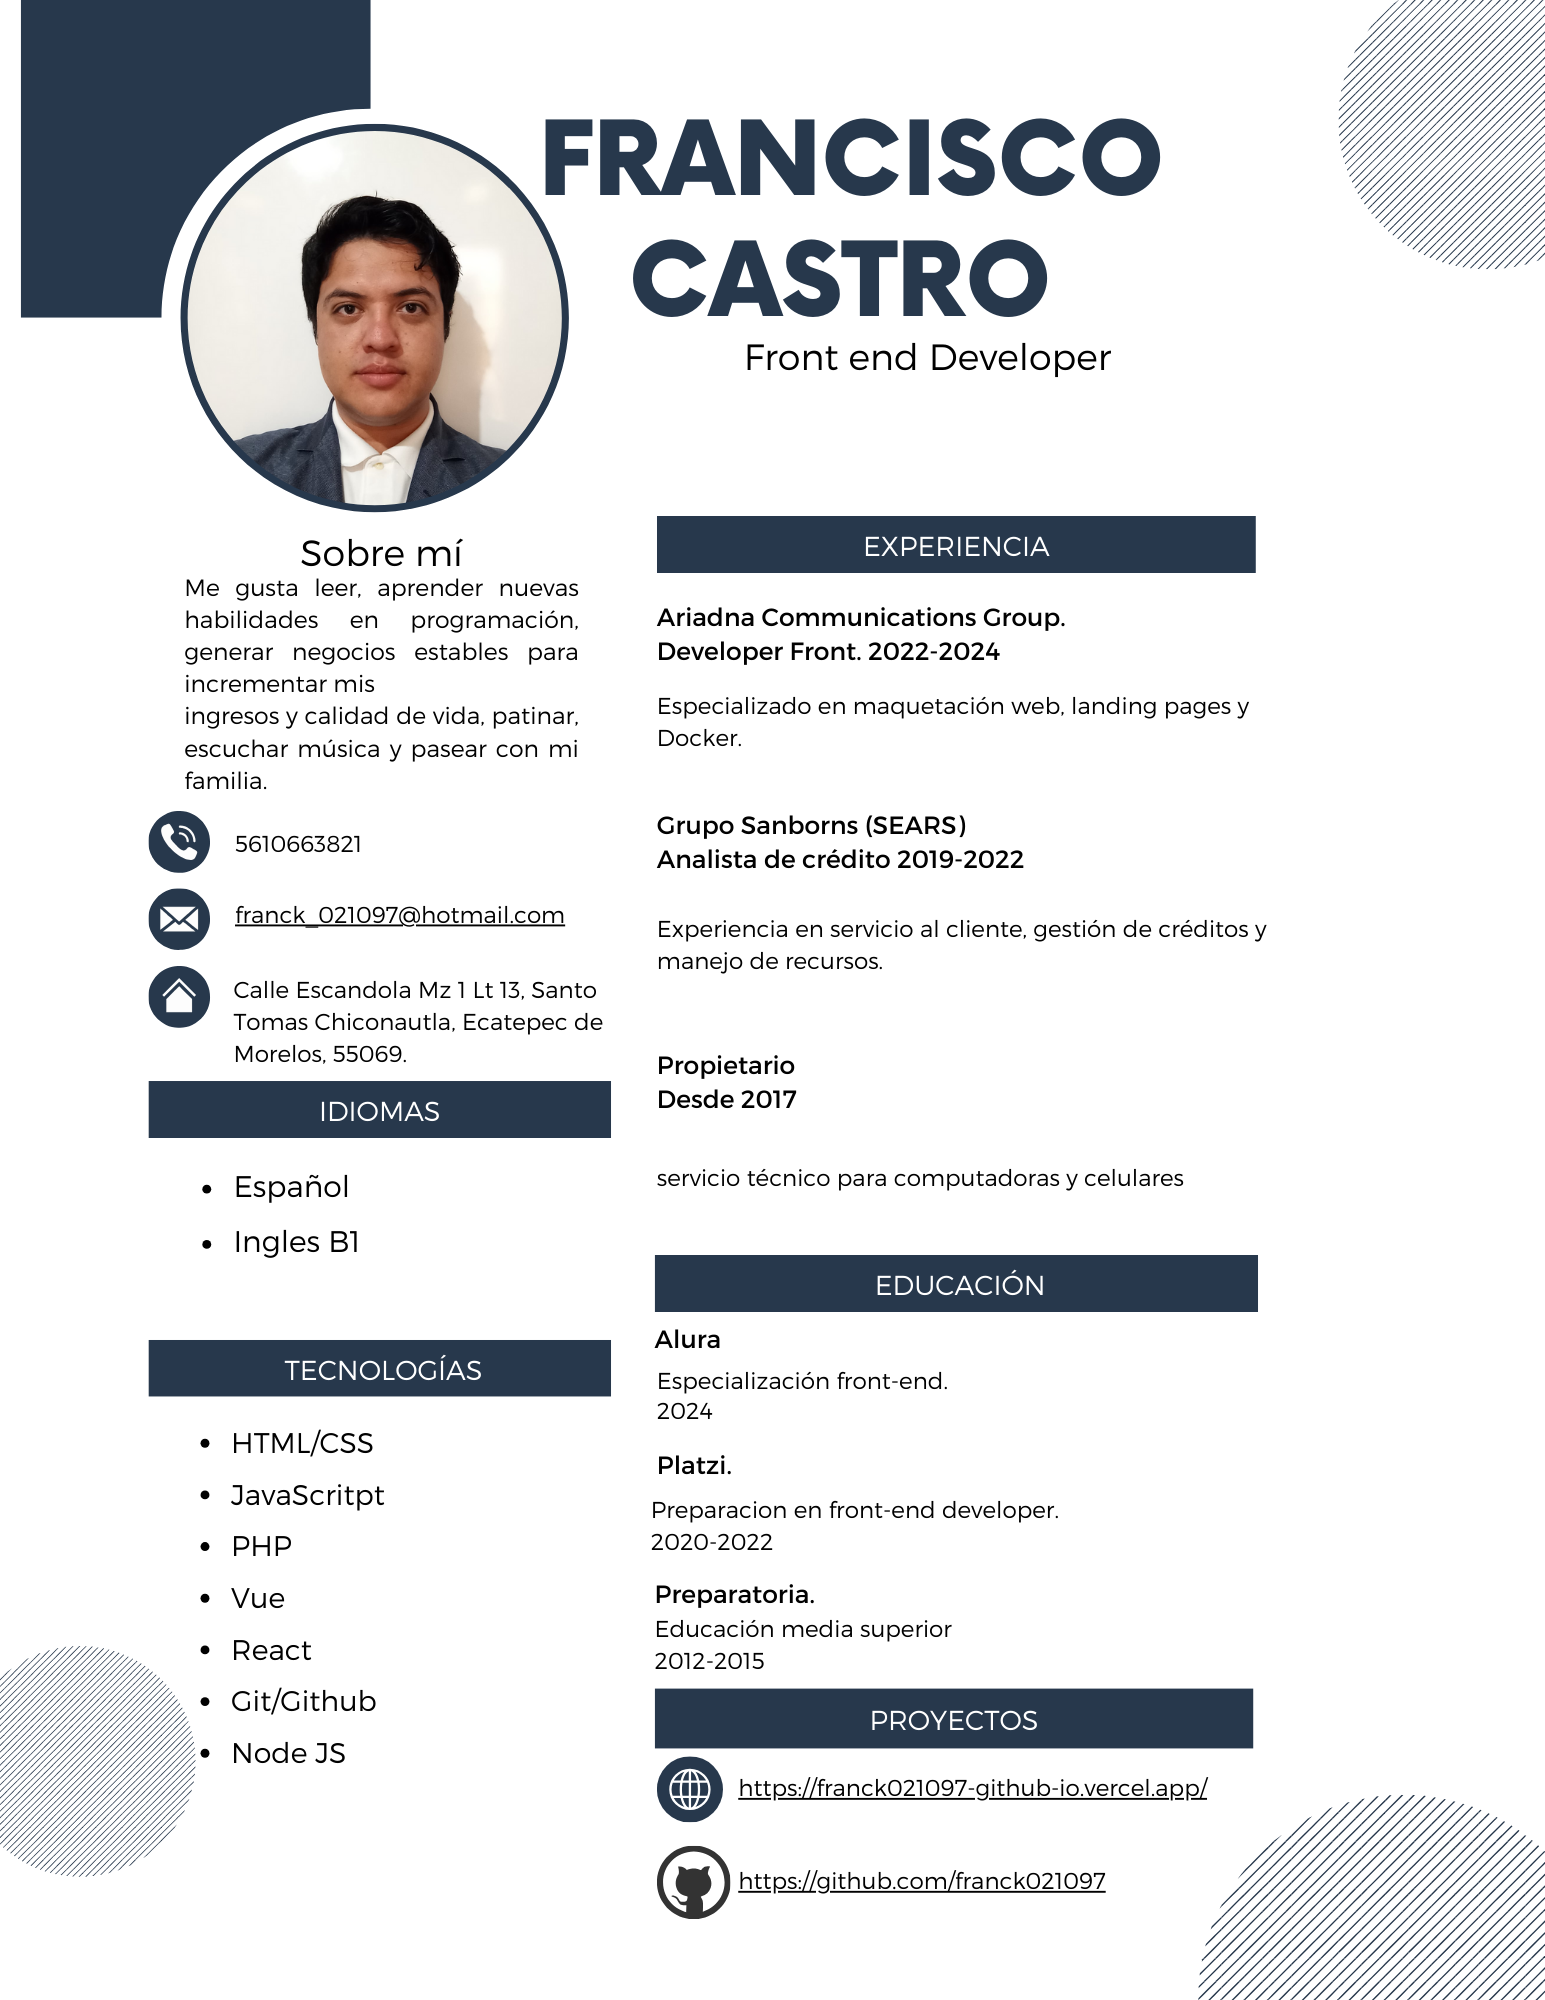 FRANCISCO
CASTRO
Front end Developer
Sobre mí
Me gusta leer, aprender nuevas
habilidades en programación,
generar negocios estables para
incrementar mis
ingresos y calidad de vida, patinar,
escuchar música y pasear con mi
familia.
5610663821
franck_021097@hotmail.com
Calle Escandola Mz 1 Lt 13, Santo
Tomas Chiconautla, Ecatepec de
Morelos, 55069.
IDIOMAS
• Español
• Ingles B1
TECNOLOGÍAS
• HTML/CSS
• JavaScritpt
• PHP
• Vue
• React
• Git/Github
• Node JS
EXPERIENCIA
Ariadna Communications Group.
Developer Front. 2022-2024
Especializado en maquetación web, landing pages y
Docker.
Grupo Sanborns (SEARS)
Analista de crédito 2019-2022
Experiencia en servicio al cliente, gestión de créditos y
manejo de recursos.
Propietario
Desde 2017
servicio técnico para computadoras y celulares
EDUCACIÓN
Alura
Especialización front-end.
2024
Platzi.
Preparacion en front-end developer.
2020-2022
Preparatoria.
Educación media superior
2012-2015
PROYECTOS
https://franck021097-github-io.vercel.app/
https://github.com/franck021097